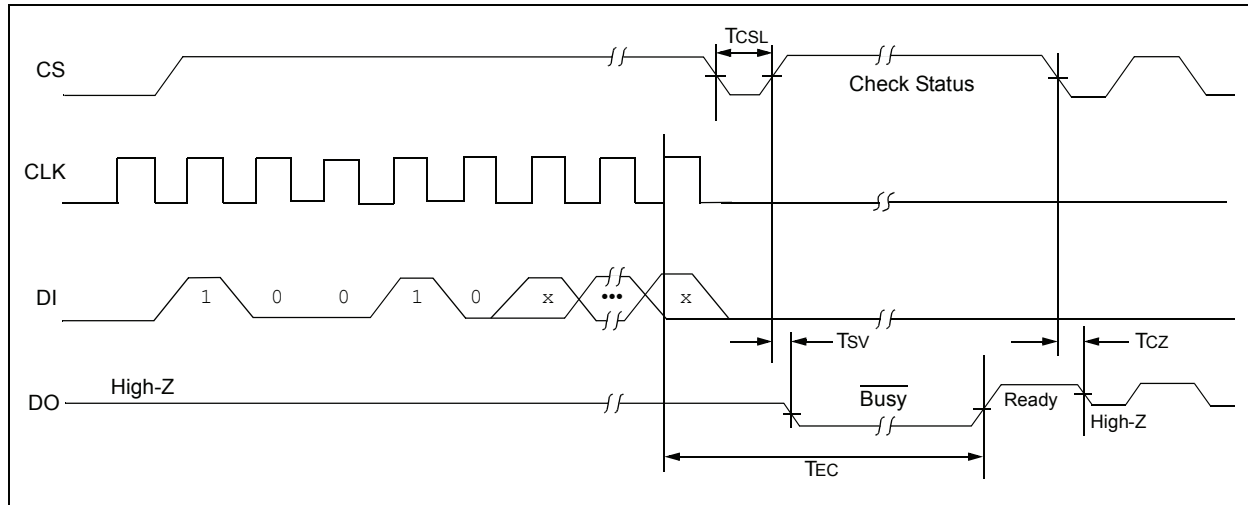 TCSL
CS
Check Status
CLK
DI
1 0 0 1 0 x ••• x
TSV
TCZ
High-Z
DO
Busy
Ready
High-Z
TEC